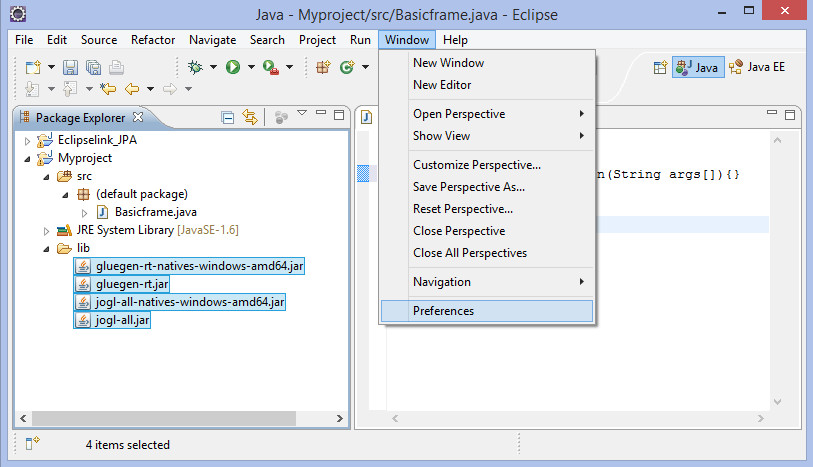 Java - Myproject/src/Basicframe.java - Eclipse
File Edit Source Refactor Navigate Search Project Run Window Help
Java Java EE
New Window
New Editor
Open Perspective
Show View
Customize Perspective...
Save Perspective As...
Reset Perspective...
Close Perspective
Close All Perspectives
Navigation
Preferences
Package Explorer
Eclipselink_JPA
Myproject
src
(default package)
Basicframe.java
JRE System Library [JavaSE-1.6]
lib
gluegen-rt-natives-windows-amd64.jar
gluegen-rt.jar
jogl-all-natives-windows-amd64.jar
jogl-all.jar
n(String args[]){}
4 items selected